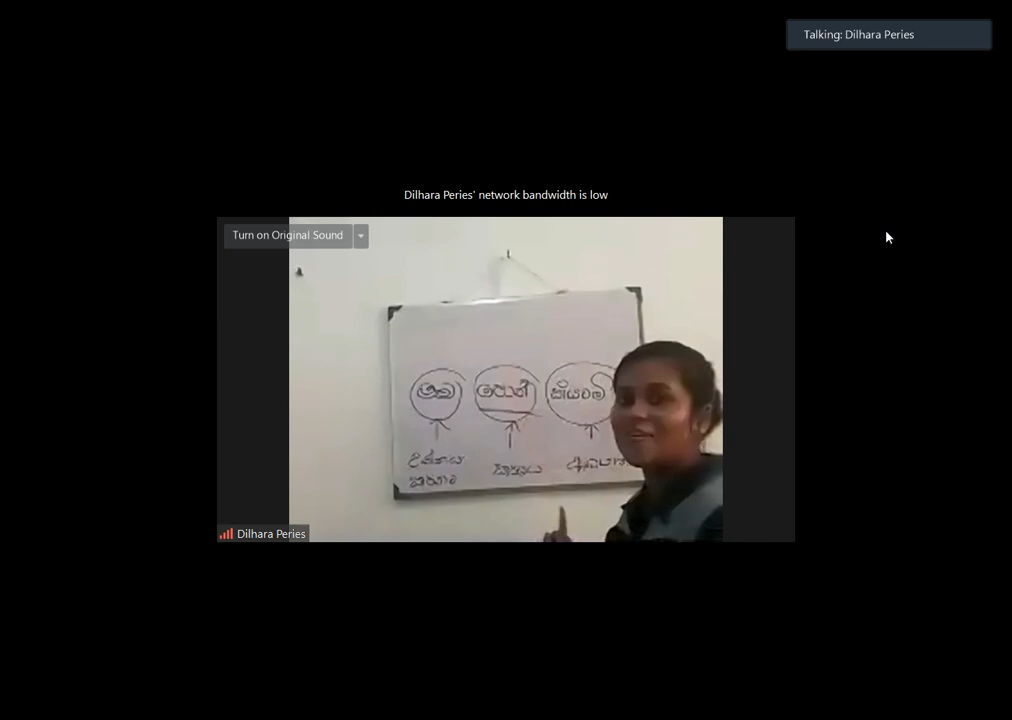 Talking: Dilhara Peries
Dilhara Peries' network bandwidth is low
Turn on Original Sound
මම පොත් කියවමි
Dilhara Peries